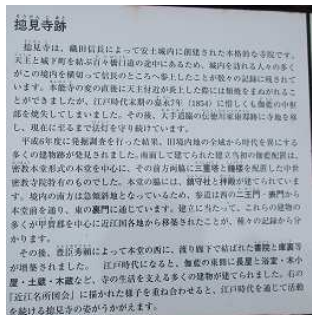 そうけんじあと
摠見寺跡
摠見寺は、織田信長によって安土城内に創建された本格的な寺院です。
天主と城下町を結ぶ百々橋口道の途中にあるため、城内を訪れる人々の多く
がこの境内を横切って信長のところへ参上したことが数々の記録に残されて
います。本能寺の変の直後に天主付近が炎上した際には類焼をまぬがれるこ
とができましたが、江戸時代末期の嘉永7年（1854）に惜しくも伽藍の中枢
部を焼失してしまいました。その後、大手道脇の伝徳川家康邸跡に寺地を移
し、現在に至るまで法灯を守り続けています。
平成6年度に発掘調査を行った結果、旧境内地の全域から時代を異にする
多くの建物跡が発見されました。南面して建てられた建立当初の伽藍配置は、
密教本堂形式の本堂を中心に、その前方両脇に三重塔と鐘楼を配置した中世
密教寺院特有のものでした。本堂の脇には、鎮守社と拝殿が建てられていま
す。境内の南方は急傾斜地となっているため、参道は西の二王門・表門から
本堂前を通り、東の裏門に通じています。建立に当たって、これらの建物の
多くが甲賀郡を中心に近江国各地から移築されたことが、種々の記録から分
かります。
その後、豊臣秀頼によって本堂の西に、渡り廊下で結ばれた書院と庫裏等
が増築されました。江戸時代になると、伽藍の東側に長屋と浴室・木小
屋・土蔵・木蔵など、寺の生活を支える多くの建物が建てられました。右の
『近江名所図会』に描かれた様子を重ね合わせると、江戸時代を通じて活動
を続ける摠見寺の姿がうかがえます。